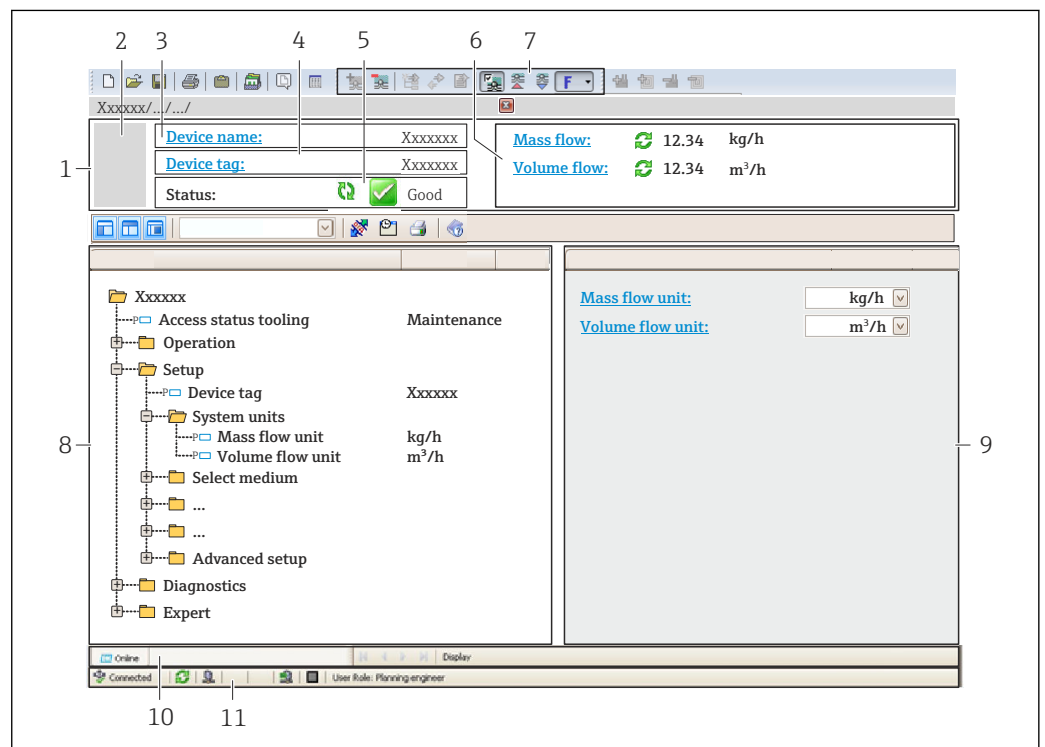 2 3 4 5 6 7
F
Xxxxxx/.../.../
1
Device name: Xxxxxxx
Device tag: Xxxxxxx
Status: Good
Mass flow: 12.34 kg/h
Volume flow: 12.34 m³/h
Xxxxxx
P Access status tooling Maintenance
Operation
Setup
P Device tag Xxxxxx
System units
P Mass flow unit kg/h
P Volume flow unit m³/h
Select medium
...
...
Advanced setup
Diagnostics
Expert
Mass flow unit: kg/h
Volume flow unit: m³/h
8
9
Online Display
Connected User Role: Planning engineer
10 11